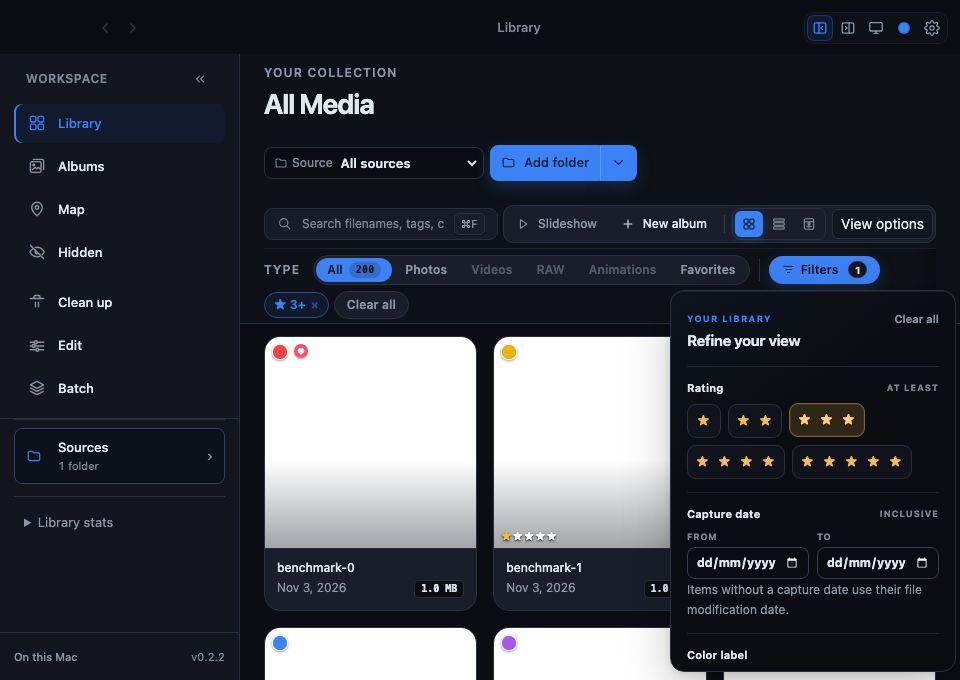 Library
WORKSPACE
Library
Albums
Map
Hidden
Clean up
Edit
Batch
Sources
1 folder
Library stats
On this Mac
v0.2.2
YOUR COLLECTION
All Media
Source All sources
Add folder
Search filenames, tags, c ⌘F
Slideshow
New album
View options
TYPE
All 200
Photos
Videos
RAW
Animations
Favorites
Filters 1
3+ ×
Clear all
benchmark-0
Nov 3, 2026
1.0 MB
benchmark-1
Nov 3, 2026
1.0
YOUR LIBRARY
Clear all
Refine your view
Rating
AT LEAST
Capture date
INCLUSIVE
FROM
TO
dd/mm/yyyy
dd/mm/yyyy
Items without a capture date use their file
modification date.
Color label